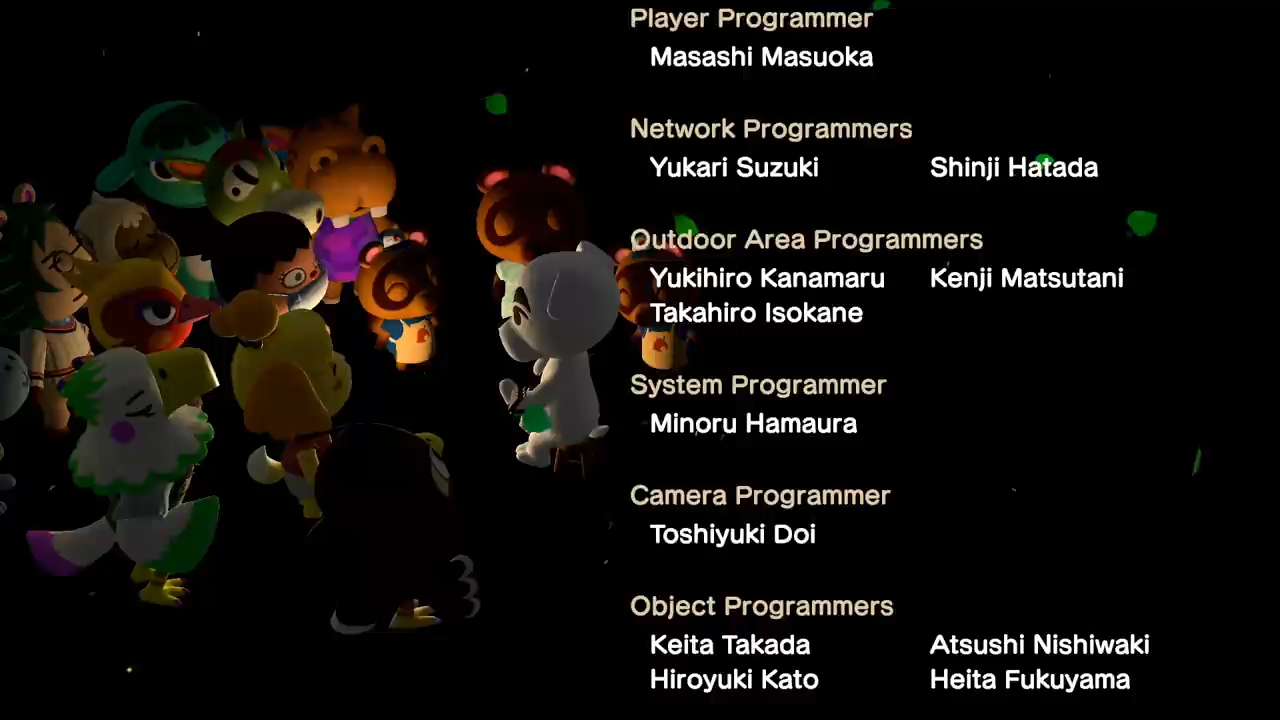 Player Programmer
Masashi Masuoka
Network Programmers
Yukari Suzuki Shinji Hatada
Outdoor Area Programmers
Yukihiro Kanamaru Kenji Matsutani
Takahiro Isokane
System Programmer
Minoru Hamaura
Camera Programmer
Toshiyuki Doi
Object Programmers
Keita Takada Atsushi Nishiwaki
Hiroyuki Kato Heita Fukuyama